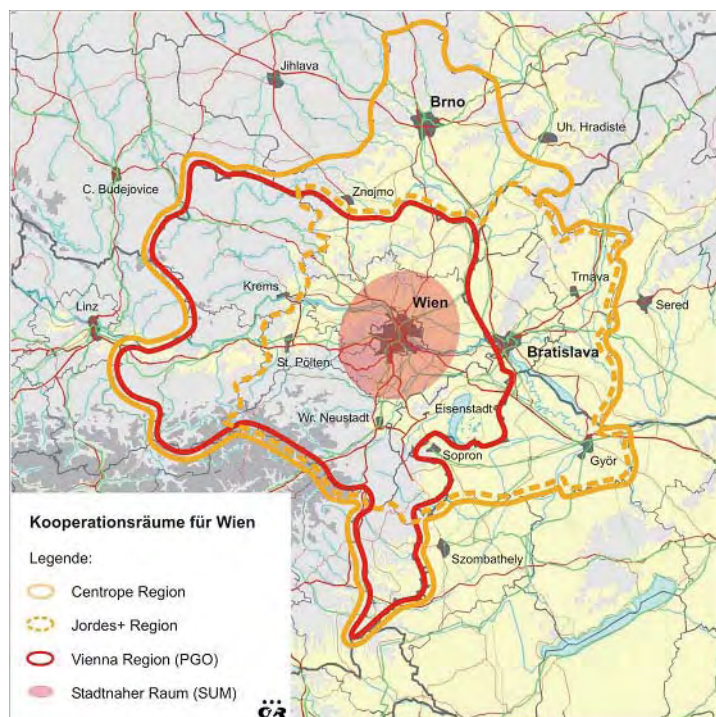 Jihlava
Brno
Uh. Hradiste
C. Budejovice
Znojmo
Krems
Wien
Trnava
Sered
Linz
St. Pölten
Bratislava
Wr. Neustadt
Eisenstadt
Sopron
Györ
Szombathely
Kooperationsräume für Wien
Legende:
Centrope Region
Jordes+ Region
Vienna Region (PGO)
Stadtnaher Raum (SUM)